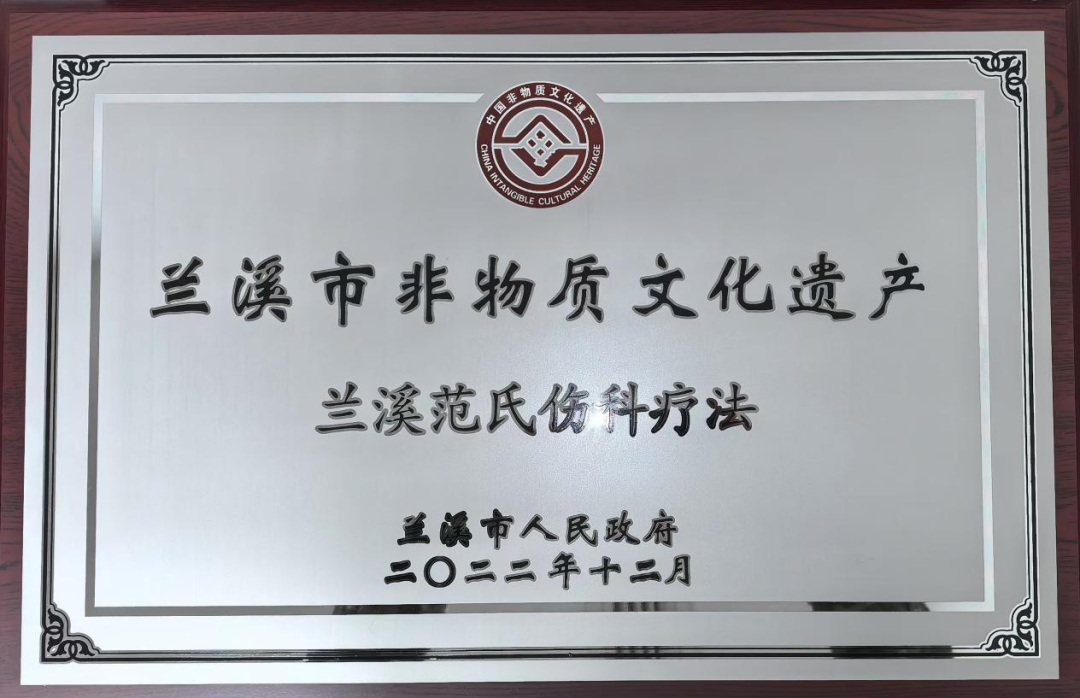 中国非物质文化遗产
CHINA INTANGIBLE CULTURAL HERITAGE
兰溪市非物质文化遗产
兰溪范氏伤科疗法
兰溪市人民政府
二〇二二年十二月